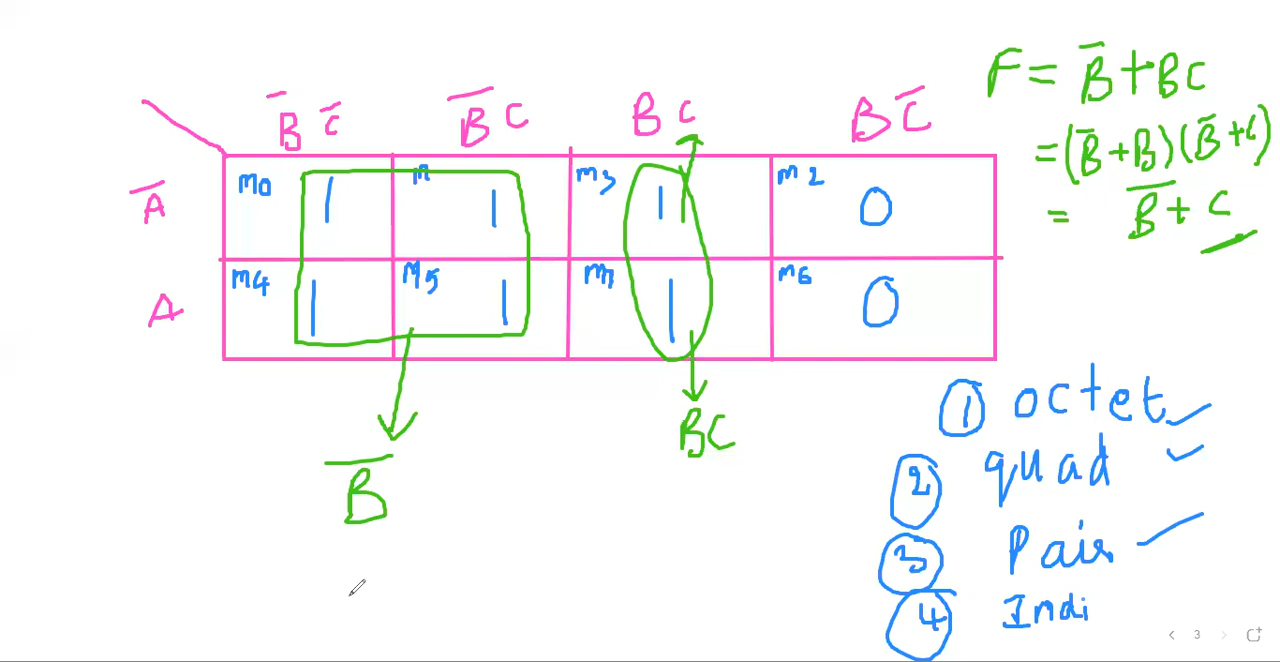 B̅ C̅ B̅ C B C B C̅
A̅ m0 1 m 1 m3 1 m2 0
A m4 1 m5 1 m7 1 m6 0
B̅
BC
F = B̅ + BC
= (B̅ + B) (B̅ + C)
= B̅ + C
1 octet
2 quad
3 Pair
4 Indi
3